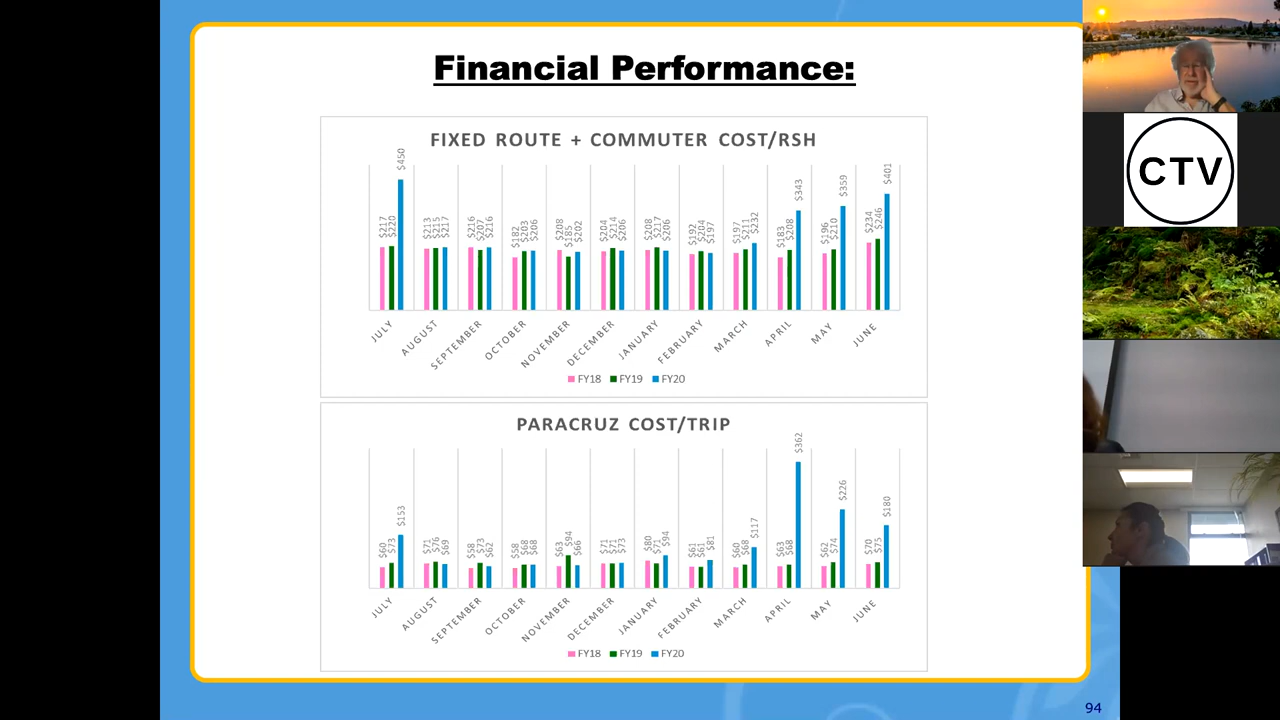 Financial Performance:
FIXED ROUTE + COMMUTER COST/RSH
$217 $220 $450
$213 $215 $217
$216 $207 $216
$182 $203 $206
$208 $185 $202
$204 $214 $206
$208 $217 $206
$192 $204 $197
$197 $211 $232
$183 $208 $343
$196 $210 $359
$234 $246 $401
JULY AUGUST SEPTEMBER OCTOBER NOVEMBER DECEMBER JANUARY FEBRUARY MARCH APRIL MAY JUNE
FY18 FY19 FY20
PARACRUZ COST/TRIP
$60 $73 $153
$71 $76 $69
$58 $73 $62
$58 $68 $68
$63 $94 $66
$71 $71 $73
$80 $71 $94
$61 $61 $81
$60 $68 $117
$63 $68 $362
$62 $74 $226
$70 $75 $180
JULY AUGUST SEPTEMBER OCTOBER NOVEMBER DECEMBER JANUARY FEBRUARY MARCH APRIL MAY JUNE
FY18 FY19 FY20
94
CTV